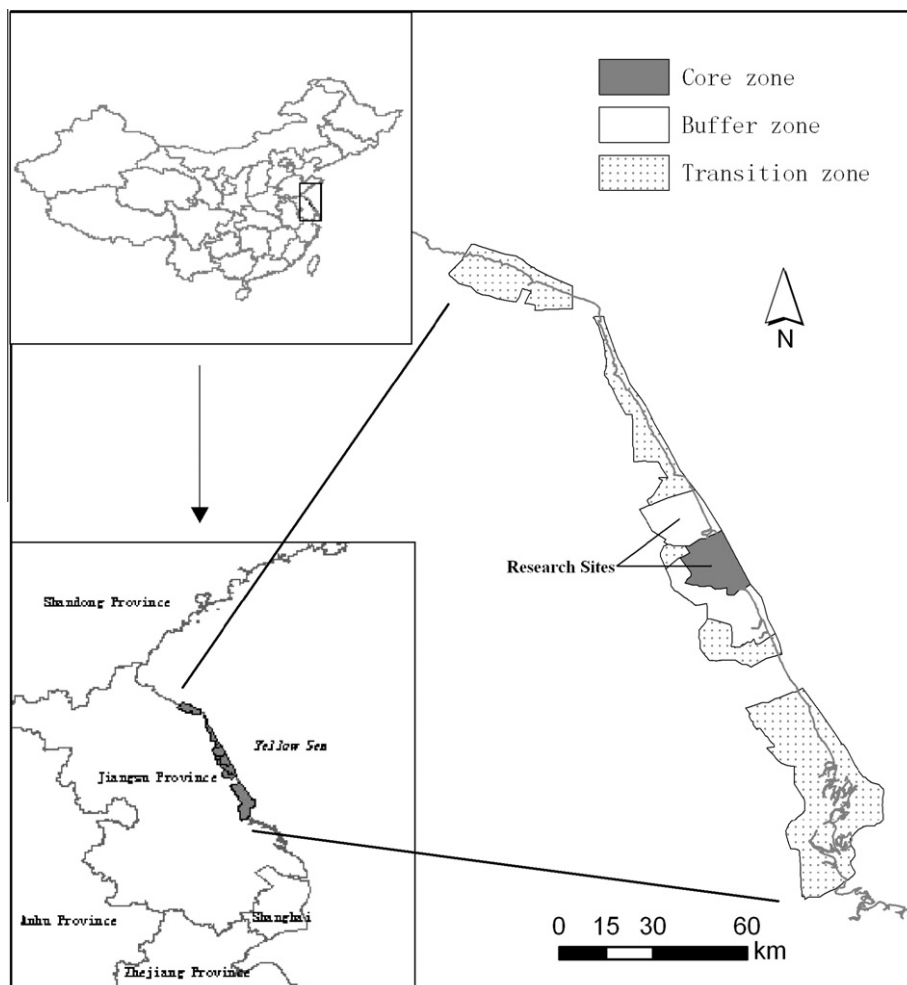 Core zone
Buffer zone
Transition zone
N
Research Sites
Shandong Province
Yellow Sea
Jiangsu Province
Shanghai
Anhu Province
Zhejiang Province
0 15 30 60
km